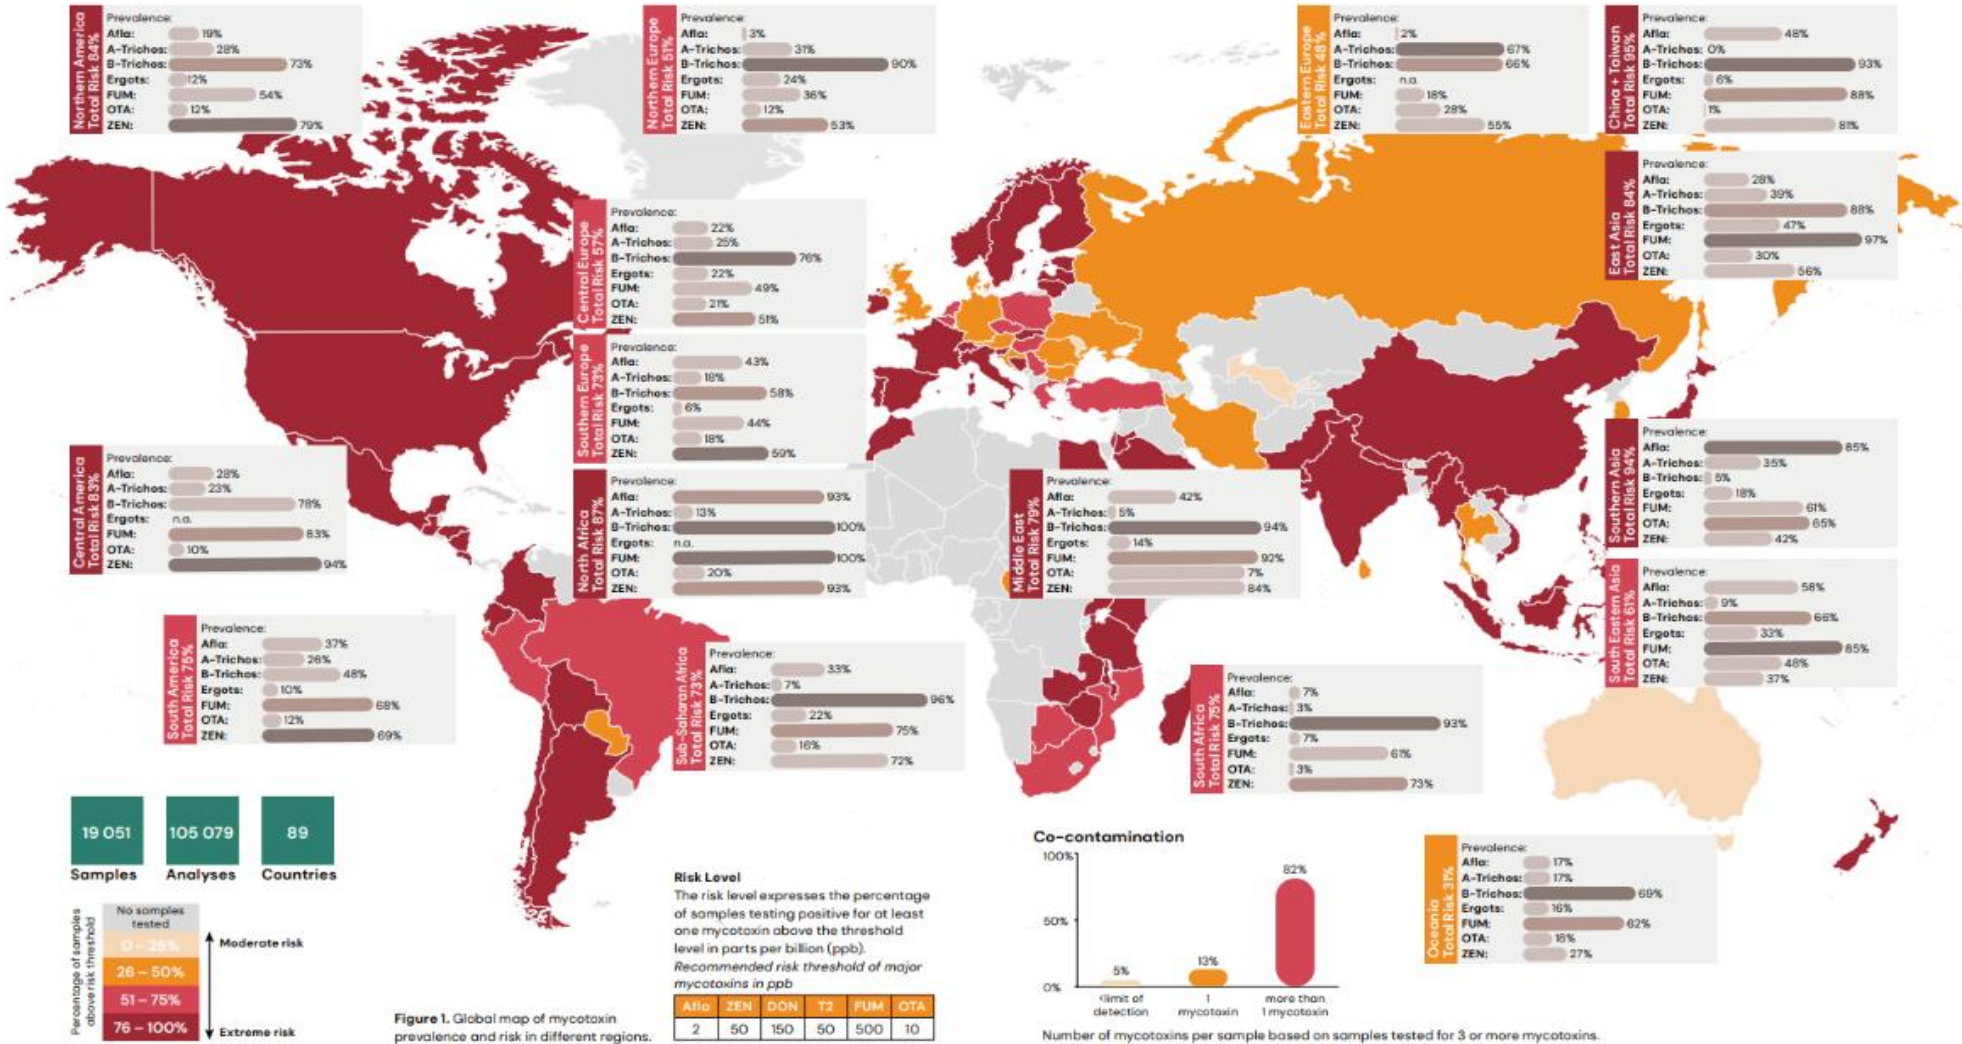 Northern America
Total Risk 84%
Prevalence:
Afla: 19%
A-Trichos: 28%
B-Trichos: 73%
Ergots: 12%
FUM: 54%
OTA: 12%
ZEN: 79%
Northern Europe
Total Risk 51%
Prevalence:
Afla: 3%
A-Trichos: 31%
B-Trichos: 90%
Ergots: 24%
FUM: 36%
OTA: 12%
ZEN: 53%
Eastern Europe
Total Risk 48%
Prevalence:
Afla: 2%
A-Trichos: 67%
B-Trichos: 66%
Ergots: n.a.
FUM: 18%
OTA: 28%
ZEN: 55%
China + Taiwan
Total Risk 95%
Prevalence:
Afla: 48%
A-Trichos: 0%
B-Trichos: 93%
Ergots: 6%
FUM: 88%
OTA: 1%
ZEN: 81%
East Asia
Total Risk 84%
Prevalence:
Afla: 28%
A-Trichos: 39%
B-Trichos: 88%
Ergots: 47%
FUM: 97%
OTA: 30%
ZEN: 56%
Central Europe
Total Risk 57%
Prevalence:
Afla: 22%
A-Trichos: 25%
B-Trichos: 76%
Ergots: 22%
FUM: 49%
OTA: 21%
ZEN: 51%
Southern Europe
Total Risk 73%
Prevalence:
Afla: 43%
A-Trichos: 18%
B-Trichos: 58%
Ergots: 6%
FUM: 44%
OTA: 18%
ZEN: 59%
Central America
Total Risk 83%
Prevalence:
Afla: 28%
A-Trichos: 23%
B-Trichos: 78%
Ergots: n.a.
FUM: 83%
OTA: 10%
ZEN: 94%
North Africa
Total Risk 87%
Prevalence:
Afla: 93%
A-Trichos: 13%
B-Trichos: 100%
Ergots: n.a.
FUM: 100%
OTA: 20%
ZEN: 93%
Middle East
Total Risk 79%
Prevalence:
Afla: 42%
A-Trichos: 5%
B-Trichos: 94%
Ergots: 14%
FUM: 92%
OTA: 7%
ZEN: 84%
Southern Asia
Total Risk 94%
Prevalence:
Afla: 85%
A-Trichos: 35%
B-Trichos: 5%
Ergots: 18%
FUM: 61%
OTA: 65%
ZEN: 42%
South Eastern Asia
Total Risk 61%
Prevalence:
Afla: 58%
A-Trichos: 9%
B-Trichos: 66%
Ergots: 33%
FUM: 85%
OTA: 48%
ZEN: 37%
South America
Total Risk 75%
Prevalence:
Afla: 37%
A-Trichos: 26%
B-Trichos: 48%
Ergots: 10%
FUM: 68%
OTA: 12%
ZEN: 69%
Sub-Saharan Africa
Total Risk 73%
Prevalence:
Afla: 33%
A-Trichos: 7%
B-Trichos: 96%
Ergots: 22%
FUM: 75%
OTA: 16%
ZEN: 72%
South Africa
Total Risk 75%
Prevalence:
Afla: 7%
A-Trichos: 3%
B-Trichos: 93%
Ergots: 7%
FUM: 61%
OTA: 3%
ZEN: 73%
Oceania
Total Risk 31%
Prevalence:
Afla: 17%
A-Trichos: 17%
B-Trichos: 69%
Ergots: 16%
FUM: 62%
OTA: 18%
ZEN: 27%
19 051 105 079 89
Samples Analyses Countries
Percentage of samples
above risk threshold
No samples
tested
0 – 25%
26 – 50%
51 – 75%
76 – 100%
Moderate risk
Extreme risk
Figure 1. Global map of mycotoxin
prevalence and risk in different regions.
Risk Level
The risk level expresses the percentage
of samples testing positive for at least
one mycotoxin above the threshold
level in parts per billion (ppb).
Recommended risk threshold of major
mycotoxins in ppb
Afla ZEN DON T2 FUM OTA
2 50 150 50 500 10
Co-contamination
100%
50%
0%
5%
13%
82%
<limit of
detection
1
mycotoxin
more than
1 mycotoxin
Number of mycotoxins per sample based on samples tested for 3 or more mycotoxins.